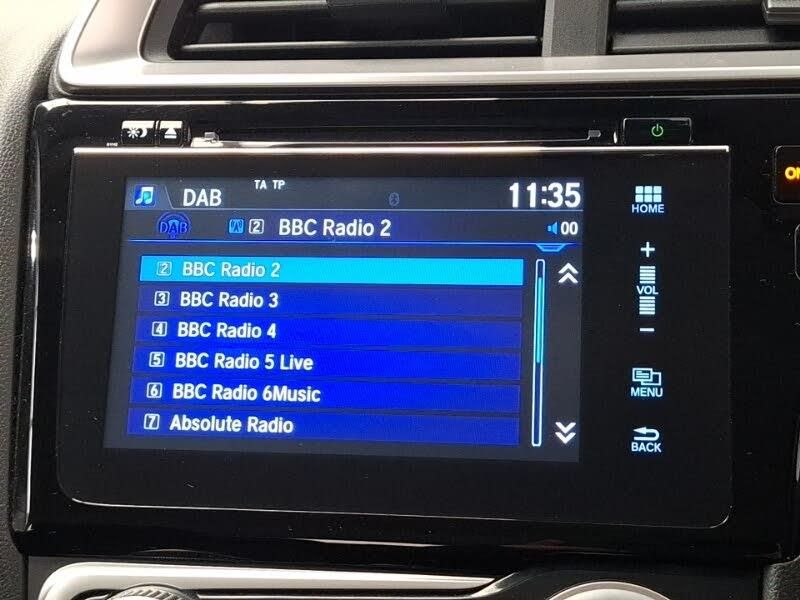 TA TP
DAB 11:35 HOME
DAB 2 BBC Radio 2 00
2 BBC Radio 2
3 BBC Radio 3
VOL
4 BBC Radio 4
5 BBC Radio 5 Live
6 BBC Radio 6Music
MENU
7 Absolute Radio
BACK